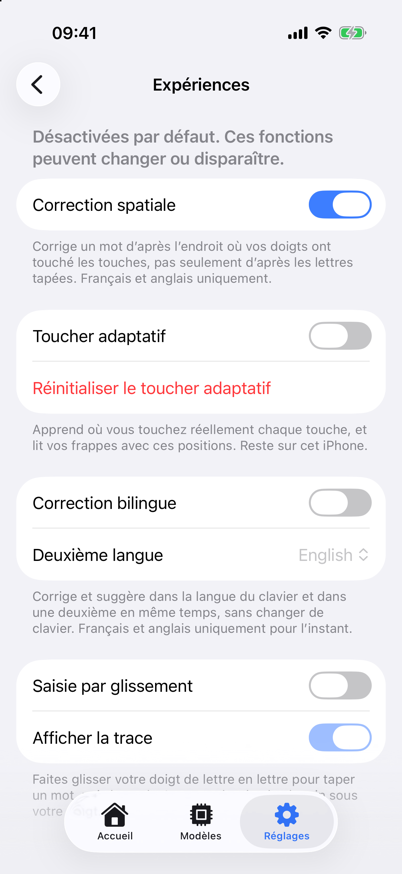 09:41
Expériences
Désactivées par défaut. Ces fonctions
peuvent changer ou disparaître.
Correction spatiale
Corrige un mot d’après l’endroit où vos doigts ont
touché les touches, pas seulement d’après les lettres
tapées. Français et anglais uniquement.
Toucher adaptatif
Réinitialiser le toucher adaptatif
Apprend où vous touchez réellement chaque touche, et
lit vos frappes avec ces positions. Reste sur cet iPhone.
Correction bilingue
Deuxième langue
English
Corrige et suggère dans la langue du clavier et dans
une deuxième en même temps, sans changer de
clavier. Français et anglais uniquement pour l’instant.
Saisie par glissement
Afficher la trace
Faites glisser votre doigt de lettre en lettre pour taper
un mot sous
votre
Accueil
Modèles
Réglages